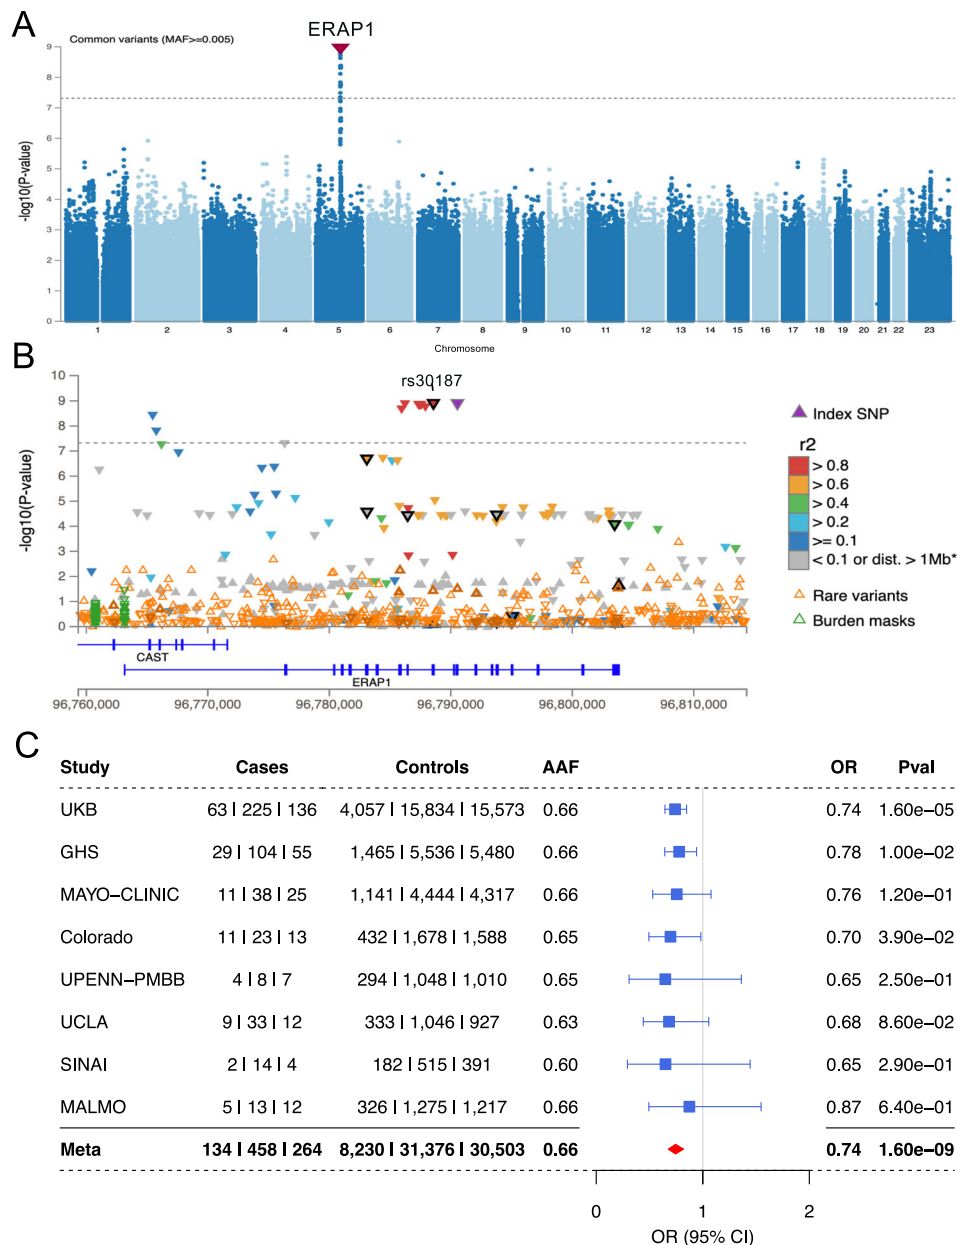 A
ERAP1
Common variants (MAF>=0.005)
9
8
7
6
5
4
3
2
1
0
-log10(P-value)
1 2 3 4 5 6 7 8 9 10 11 12 13 14 15 16 17 18 19 20 21 22 23
Chromosome
B
rs30187
10
9
8
7
6
5
4
3
2
1
0
-log10(P-value)
Index SNP
r2
> 0.8
> 0.6
> 0.4
> 0.2
>= 0.1
< 0.1 or dist. > 1Mb*
Rare variants
Burden masks
CAST
ERAP1
96,760,000 96,770,000 96,780,000 96,790,000 96,800,000 96,810,000
C
Study Cases Controls AAF OR Pval
UKB 63 | 225 | 136 4,057 | 15,834 | 15,573 0.66 0.74 1.60e−05
GHS 29 | 104 | 55 1,465 | 5,536 | 5,480 0.66 0.78 1.00e−02
MAYO−CLINIC 11 | 38 | 25 1,141 | 4,444 | 4,317 0.66 0.76 1.20e−01
Colorado 11 | 23 | 13 432 | 1,678 | 1,588 0.65 0.70 3.90e−02
UPENN−PMBB 4 | 8 | 7 294 | 1,048 | 1,010 0.65 0.65 2.50e−01
UCLA 9 | 33 | 12 333 | 1,046 | 927 0.63 0.68 8.60e−02
SINAI 2 | 14 | 4 182 | 515 | 391 0.60 0.65 2.90e−01
MALMO 5 | 13 | 12 326 | 1,275 | 1,217 0.66 0.87 6.40e−01
Meta 134 | 458 | 264 8,230 | 31,376 | 30,503 0.66 0.74 1.60e−09
0 1 2
OR (95% CI)